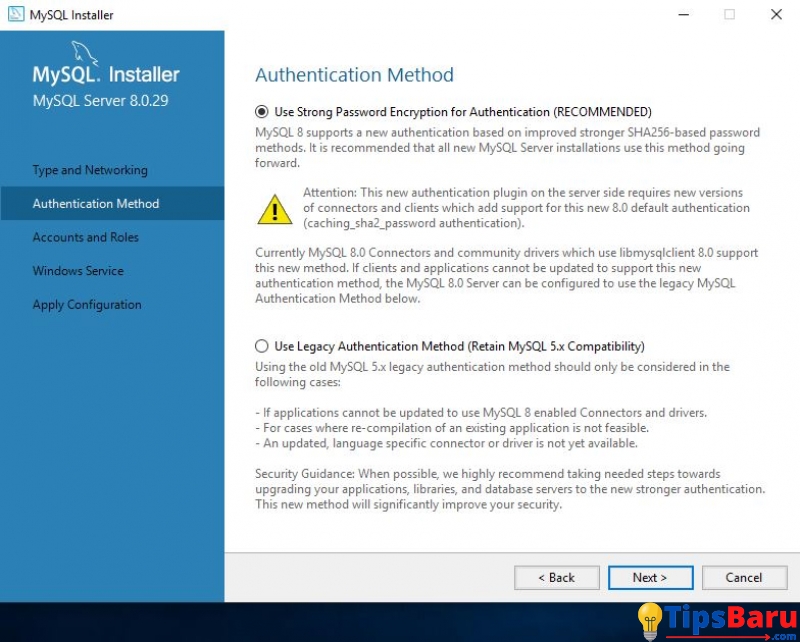 MySQL Installer
MySQL. Installer
MySQL Server 8.0.29
Type and Networking
Authentication Method
Accounts and Roles
Windows Service
Apply Configuration
Authentication Method
Use Strong Password Encryption for Authentication (RECOMMENDED)
MySQL 8 supports a new authentication based on improved stronger SHA256-based password
methods. It is recommended that all new MySQL Server installations use this method going
forward.
Attention: This new authentication plugin on the server side requires new versions
of connectors and clients which add support for this new 8.0 default authentication
(caching_sha2_password authentication).
Currently MySQL 8.0 Connectors and community drivers which use libmysqlclient 8.0 support
this new method. If clients and applications cannot be updated to support this new
authentication method, the MySQL 8.0 Server can be configured to use the legacy MySQL
Authentication Method below.
Use Legacy Authentication Method (Retain MySQL 5.x Compatibility)
Using the old MySQL 5.x legacy authentication method should only be considered in the
following cases:
- If applications cannot be updated to use MySQL 8 enabled Connectors and drivers.
- For cases where re-compilation of an existing application is not feasible.
- An updated, language specific connector or driver is not yet available.
Security Guidance: When possible, we highly recommend taking needed steps towards
upgrading your applications, libraries, and database servers to the new stronger authentication.
This new method will significantly improve your security.
< Back
Next >
Cancel
TipsBaru
.com